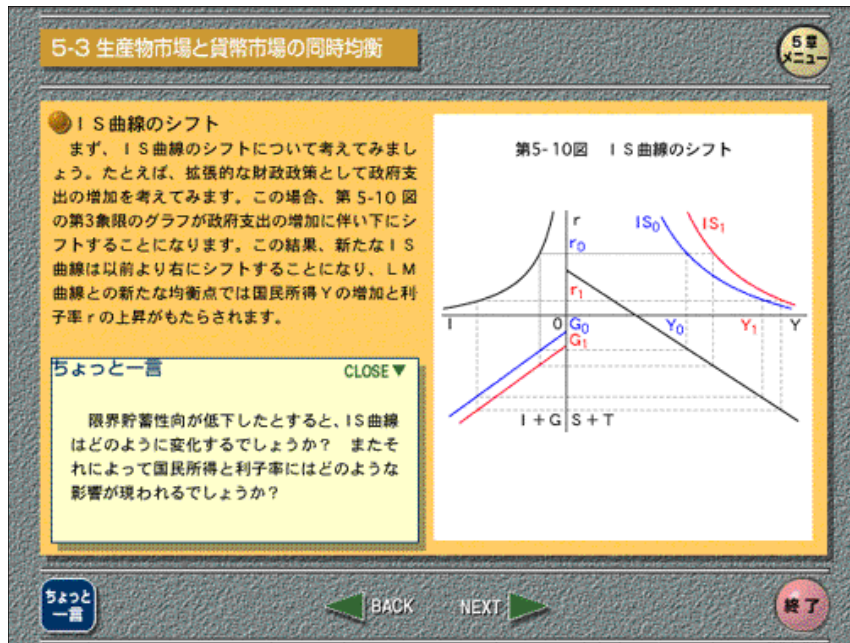 5-3 生産物市場と貨幣市場の同時均衡
5章
メニュー
ＩＳ曲線のシフト
まず、ＩＳ曲線のシフトについて考えてみまし
ょう。たとえば、拡張的な財政政策として政府支
出の増加を考えてみます。この場合、第 5-10 図
の第3象限のグラフが政府支出の増加に伴い下にシ
フトすることになります。この結果、新たなＩＳ
曲線は以前より右にシフトすることになり、ＬＭ
曲線との新たな均衡点では国民所得Ｙの増加と利
子率ｒの上昇がもたらされます。
ちょっと一言
CLOSE▼
限界貯蓄性向が低下したとすると、IS曲線
はどのように変化するでしょうか？　またそ
れによって国民所得と利子率にはどのような
影響が現われるでしょうか？
第5-10図　ＩＳ曲線のシフト
r
r0
IS0
IS1
r1
I
0
G0
Y0
Y1
Y
G1
I+G
S+T
ちょっと
一言
BACK
NEXT
終了